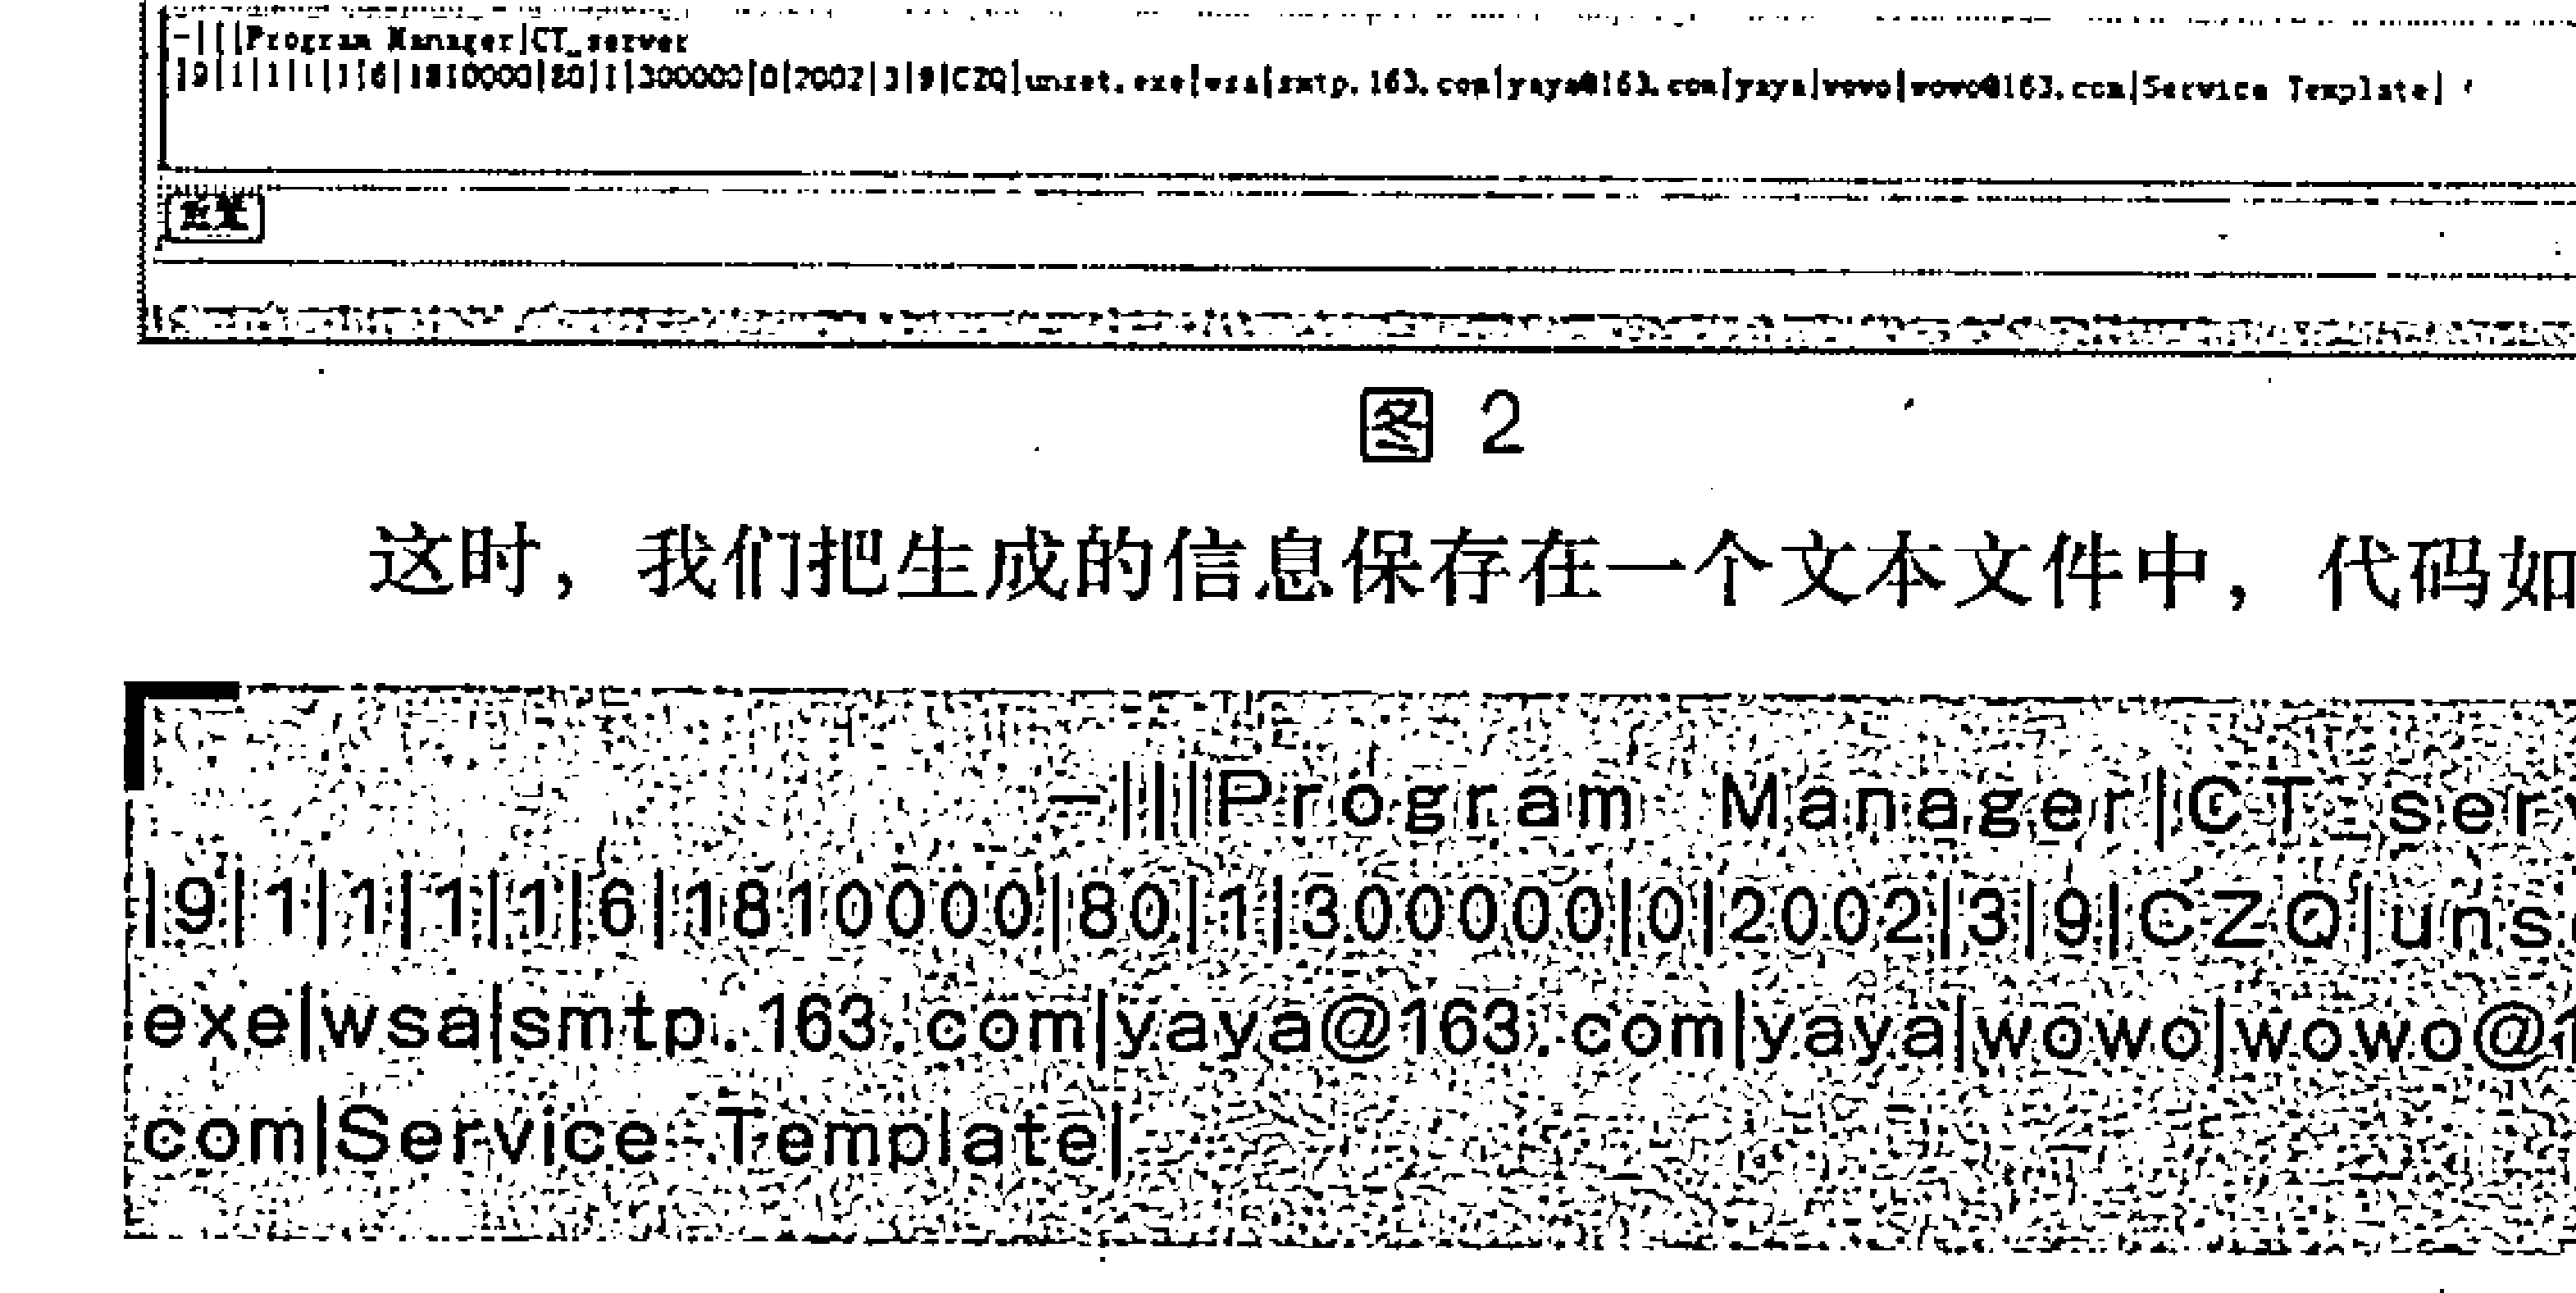 -|||Program Manager|CT_server
|9|1|1|1|1|6|1810000|80|1|300000|0|2002|3|9|CZQ|unset.exe|wsa|smtp.163.com|yaya@163.com|yaya|wowo|wowo@163.com|Service Template|
图 2
这时，我们把生成的信息保存在一个文本文件中，代码如
-|||Program Manager|CT_ser
|9|1|1|1|1|6|1810000|80|1|300000|0|2002|3|9|CZQ|uns
exe|wsa|smtp.163.com|yaya@163.com|yaya|wowo|wowo@1
com|Service Template|